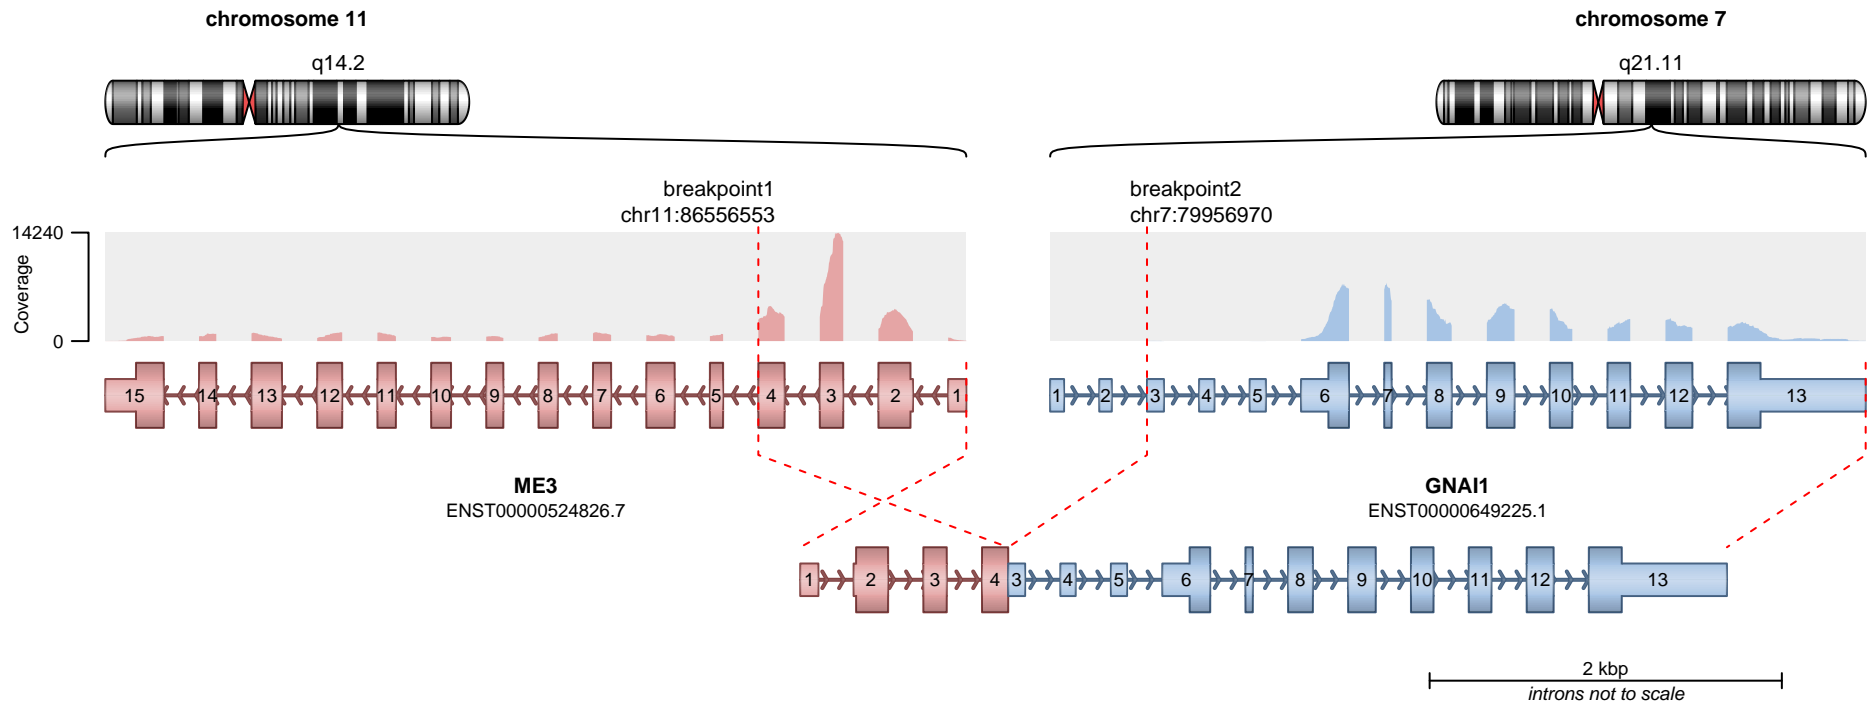 chromosome 11
chromosome 7
q14.2
q21.11
breakpoint1
chr11:86556553
breakpoint2
chr7:79956970
14240
Coverage
0
15 14 13 12 11 10 9 8 7 6 5 4 3 2 1
1 2 3 4 5 6 7 8 9 10 11 12 13
ME3
ENST00000524826.7
GNAI1
ENST00000649225.1
1 2 3 4 3 4 5 6 7 8 9 10 11 12 13
2 kbp
introns not to scale